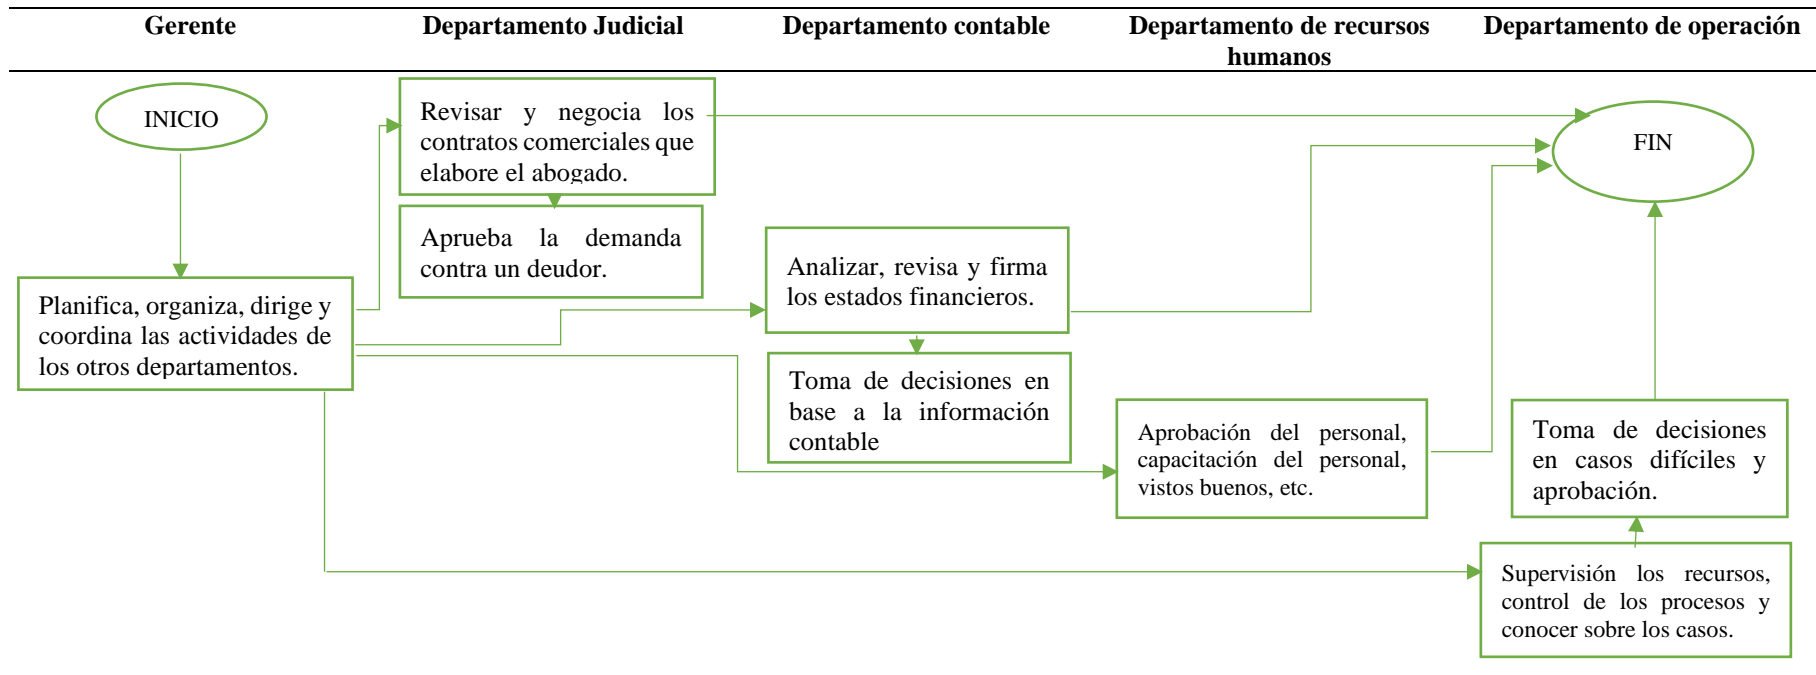 Gerente
Departamento Judicial
Departamento contable
Departamento de recursos
humanos
Departamento de operación
INICIO
Planifica, organiza, dirige y
coordina las actividades de
los otros departamentos.
Revisar y negocia los
contratos comerciales que
elabore el abogado.
Aprueba la demanda
contra un deudor.
Analizar, revisa y firma
los estados financieros.
Toma de decisiones en
base a la información
contable
Aprobación del personal,
capacitación del personal,
vistos buenos, etc.
FIN
Toma de decisiones
en casos difíciles y
aprobación.
Supervisión los recursos,
control de los procesos y
conocer sobre los casos.